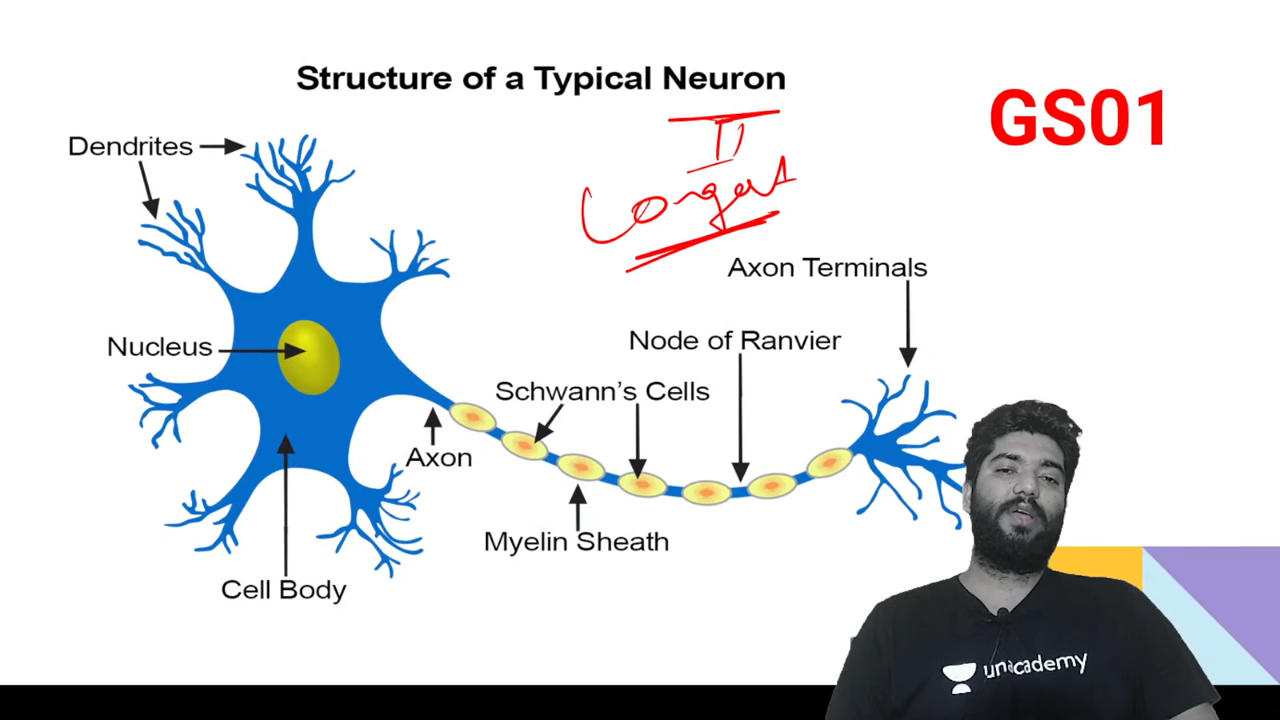 Structure of a Typical Neuron
GS01
Dendrites
Longest
Axon Terminals
Node of Ranvier
Nucleus
Schwann's Cells
Axon
Myelin Sheath
Cell Body
unacademy